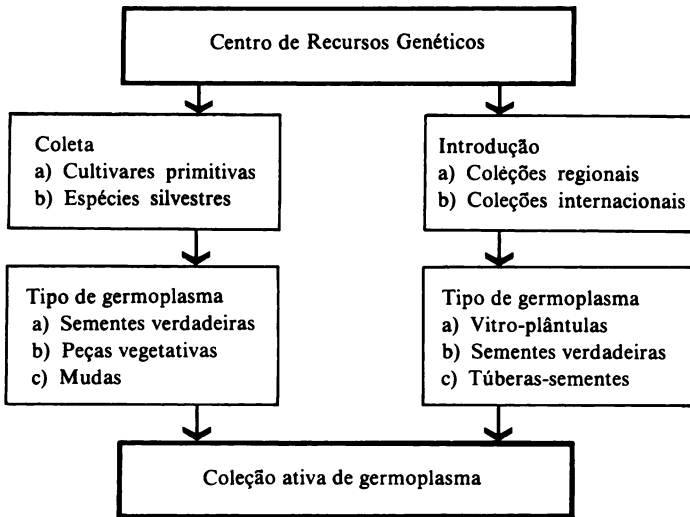 Centro de Recursos Genéticos
Coleta
a) Cultivares primitivas
b) Espécies silvestres
Introdução
a) Coleções regionais
b) Coleções internacionais
Tipo de germoplasma
a) Sementes verdadeiras
b) Peças vegetativas
c) Mudas
Tipo de germoplasma
a) Vitro-plântulas
b) Sementes verdadeiras
c) Túberas-sementes
Coleção ativa de germoplasma